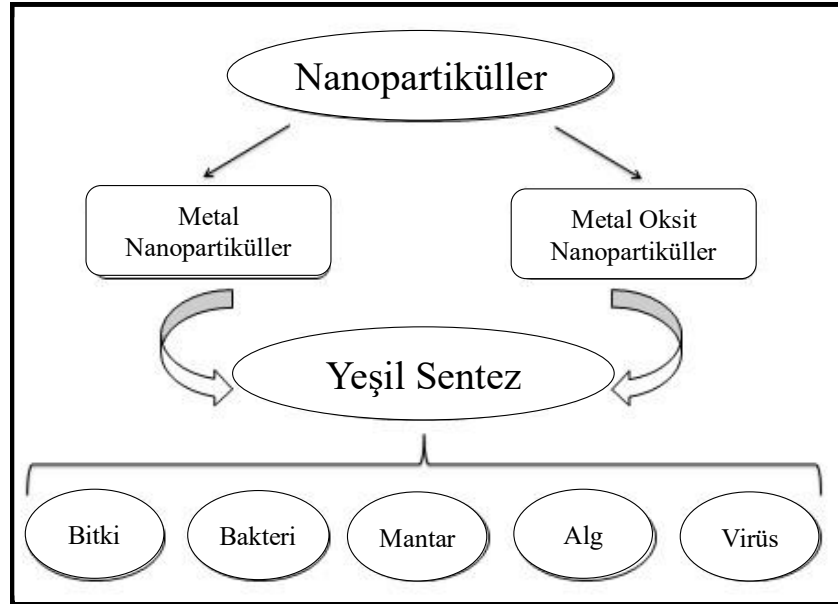 Nanopartiküller
Metal
Nanopartiküller
Metal Oksit
Nanopartiküller
Yeşil Sentez
Bitki
Bakteri
Mantar
Alg
Virüs